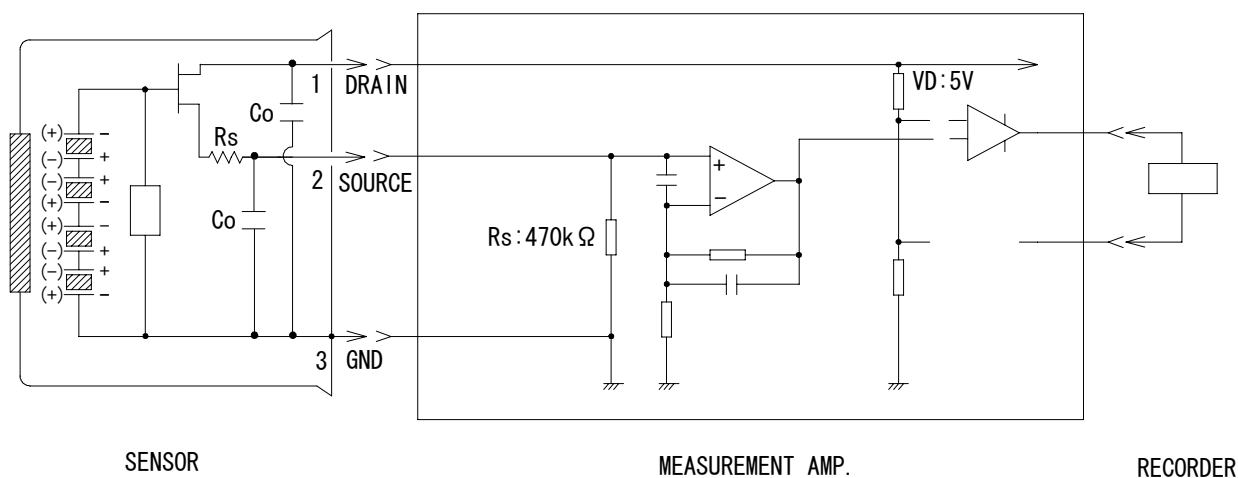 1 DRAIN
VD:5V
Co
Rs
(+) −
(−) +
(−) +
(+) −
(+) −
(−) +
(−) +
(+) −
2 SOURCE
+
−
Co
Rs:470kΩ
3 GND
SENSOR
MEASUREMENT AMP.
RECORDER